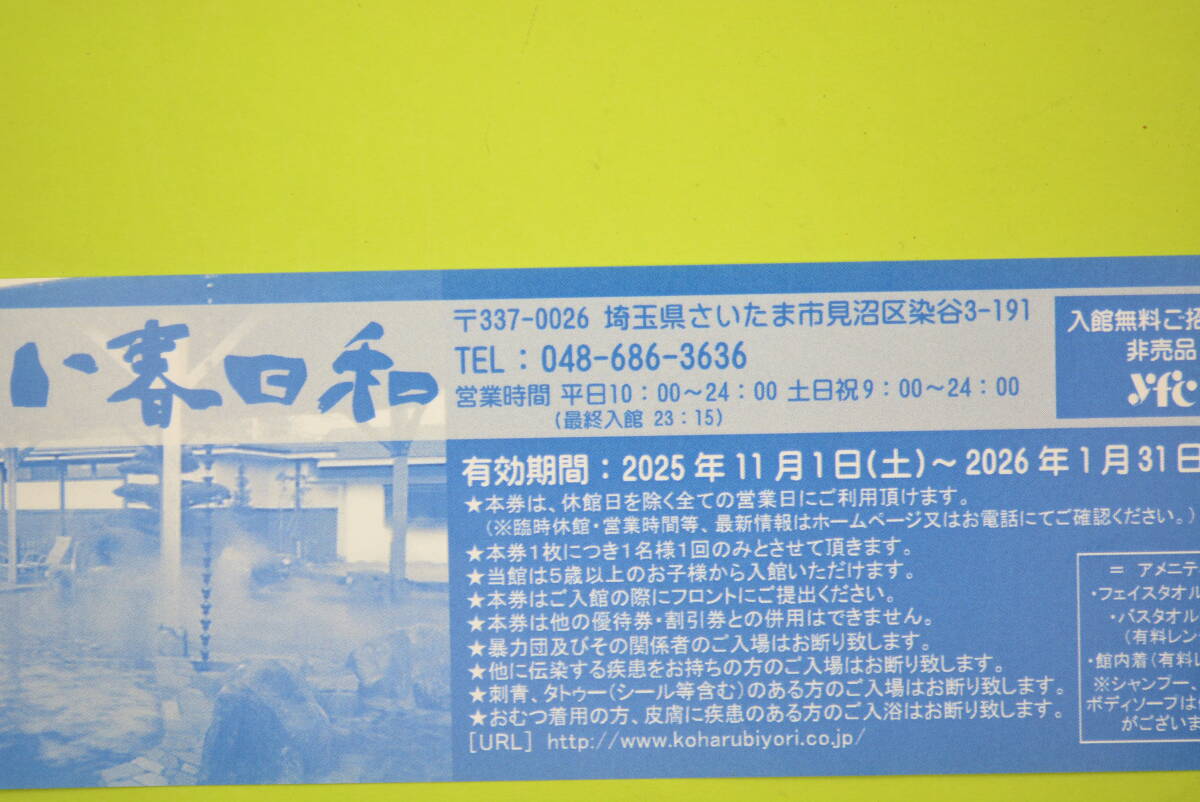 小春日和
〒337-0026 埼玉県さいたま市見沼区染谷3-191
TEL：048-686-3636
営業時間 平日10：00〜24：00 土日祝9：00〜24：00
（最終入館 23：15）
入館無料ご招
非売品
yfc
有効期間：2025年11月1日(土)〜2026年1月31日
★本券は、休館日を除く全ての営業日にご利用頂けます。
（※臨時休館・営業時間等、最新情報はホームページ又はお電話にてご確認ください。）
★本券1枚につき1名様1回のみとさせて頂きます。
★当館は5歳以上のお子様から入館いただけます。
★本券はご入館の際にフロントにご提出ください。
★本券は他の優待券・割引券との併用はできません。
★暴力団及びその関係者のご入場はお断り致します。
★他に伝染する疾患をお持ちの方のご入場はお断り致します。
★刺青、タトゥー(シール等含む)のある方のご入場はお断り致します。
★おむつ着用の方、皮膚に疾患のある方のご入浴はお断り致します。
[URL] http://www.koharubiyori.co.jp/
＝ アメニテ
・フェイスタオル
・バスタオル
（有料レン
・館内着(有料レ
※シャンプー、
ボディソープは
がございま